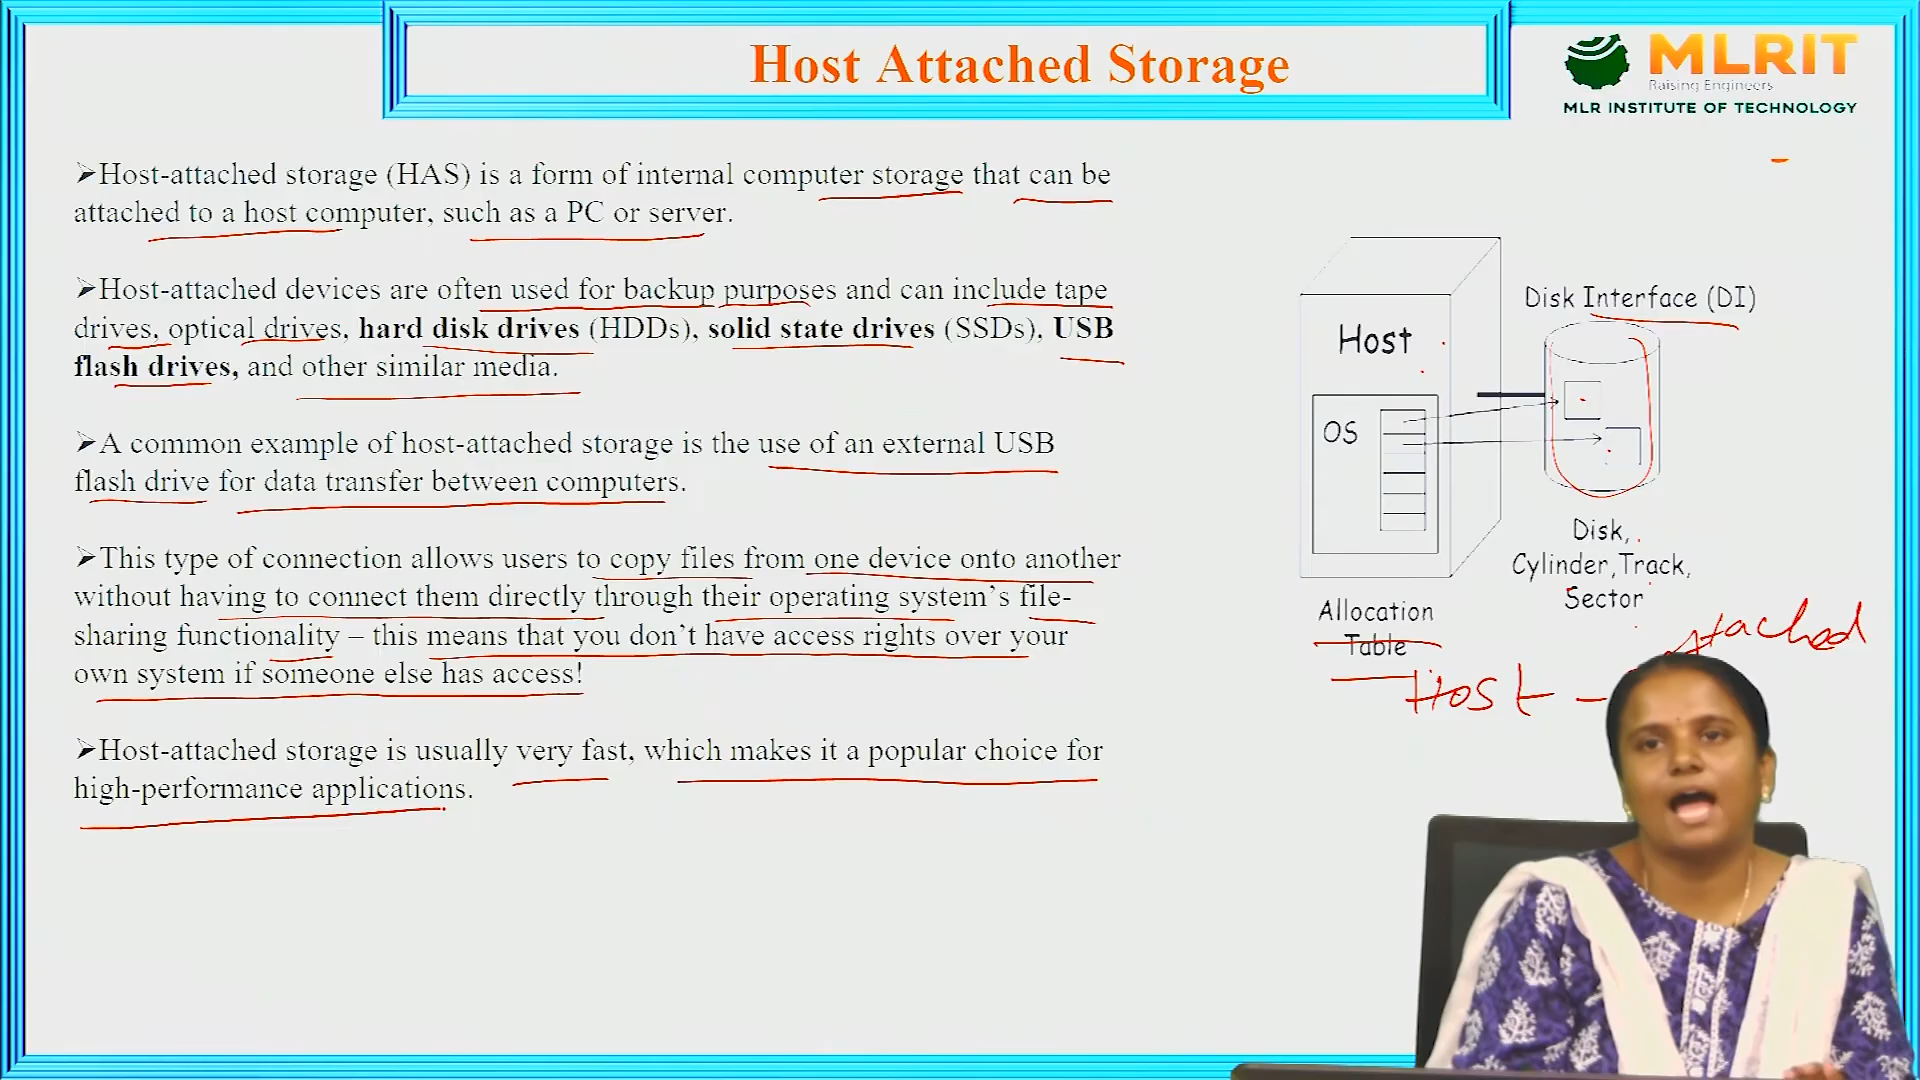 Host Attached Storage
MLRIT
Raising Engineers
MLR INSTITUTE OF TECHNOLOGY
➢Host-attached storage (HAS) is a form of internal computer storage that can be
attached to a host computer, such as a PC or server.
➢Host-attached devices are often used for backup purposes and can include tape
drives, optical drives, hard disk drives (HDDs), solid state drives (SSDs), USB
flash drives, and other similar media.
➢A common example of host-attached storage is the use of an external USB
flash drive for data transfer between computers.
➢This type of connection allows users to copy files from one device onto another
without having to connect them directly through their operating system's file-
sharing functionality – this means that you don't have access rights over your
own system if someone else has access!
➢Host-attached storage is usually very fast, which makes it a popular choice for
high-performance applications.
Disk Interface (DI)
Host
OS
Disk,
Cylinder,Track,
Sector
Allocation
Table
Host - Attached